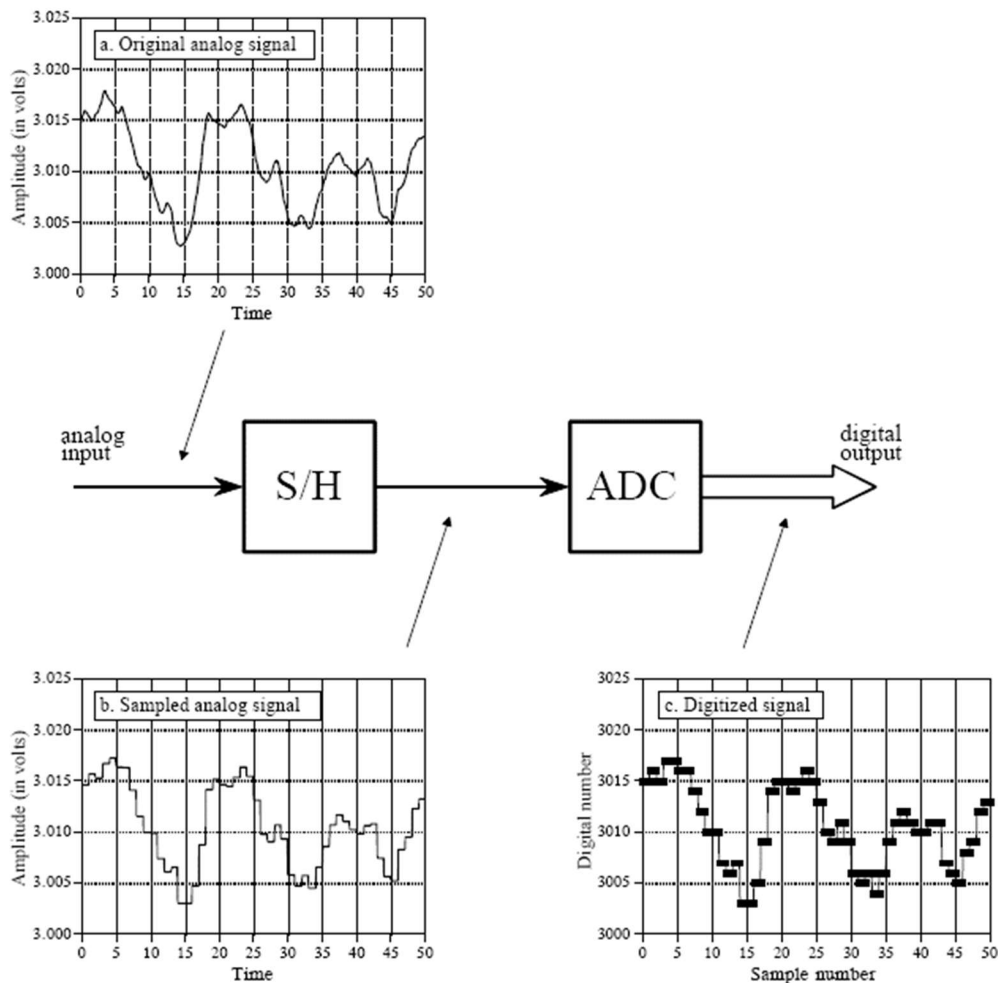 a. Original analog signal
Amplitude (in volts)
3.025
3.020
3.015
3.010
3.005
3.000
0 5 10 15 20 25 30 35 40 45 50
Time
analog
input
S/H
ADC
digital
output
b. Sampled analog signal
Amplitude (in volts)
3.025
3.020
3.015
3.010
3.005
3.000
0 5 10 15 20 25 30 35 40 45 50
Time
c. Digitized signal
Digital number
3025
3020
3015
3010
3005
3000
0 5 10 15 20 25 30 35 40 45 50
Sample number